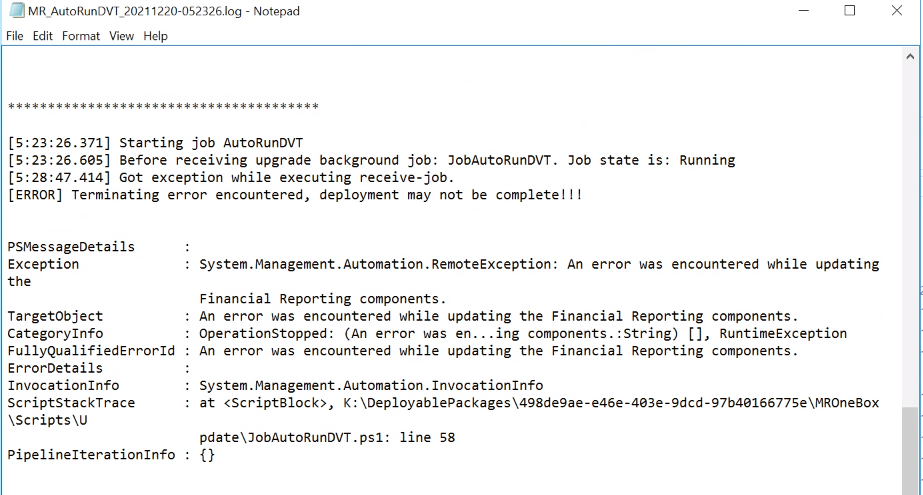 MR_AutoRunDVT_20211220-052326.log - Notepad
File Edit Format View Help
***************************************
[5:23:26.371] Starting job AutoRunDVT
[5:23:26.605] Before receiving upgrade background job: JobAutoRunDVT. Job state is: Running
[5:28:47.414] Got exception while executing receive-job.
[ERROR] Terminating error encountered, deployment may not be complete!!!
PSMessageDetails :
Exception : System.Management.Automation.RemoteException: An error was encountered while updating
the
Financial Reporting components.
TargetObject : An error was encountered while updating the Financial Reporting components.
CategoryInfo : OperationStopped: (An error was en...ing components.:String) [], RuntimeException
FullyQualifiedErrorId : An error was encountered while updating the Financial Reporting components.
ErrorDetails :
InvocationInfo : System.Management.Automation.InvocationInfo
ScriptStackTrace : at <ScriptBlock>, K:\DeployablePackages\498de9ae-e46e-403e-9dcd-97b40166775e\MROneBox
\Scripts\U
pdate\JobAutoRunDVT.ps1: line 58
PipelineIterationInfo : {}